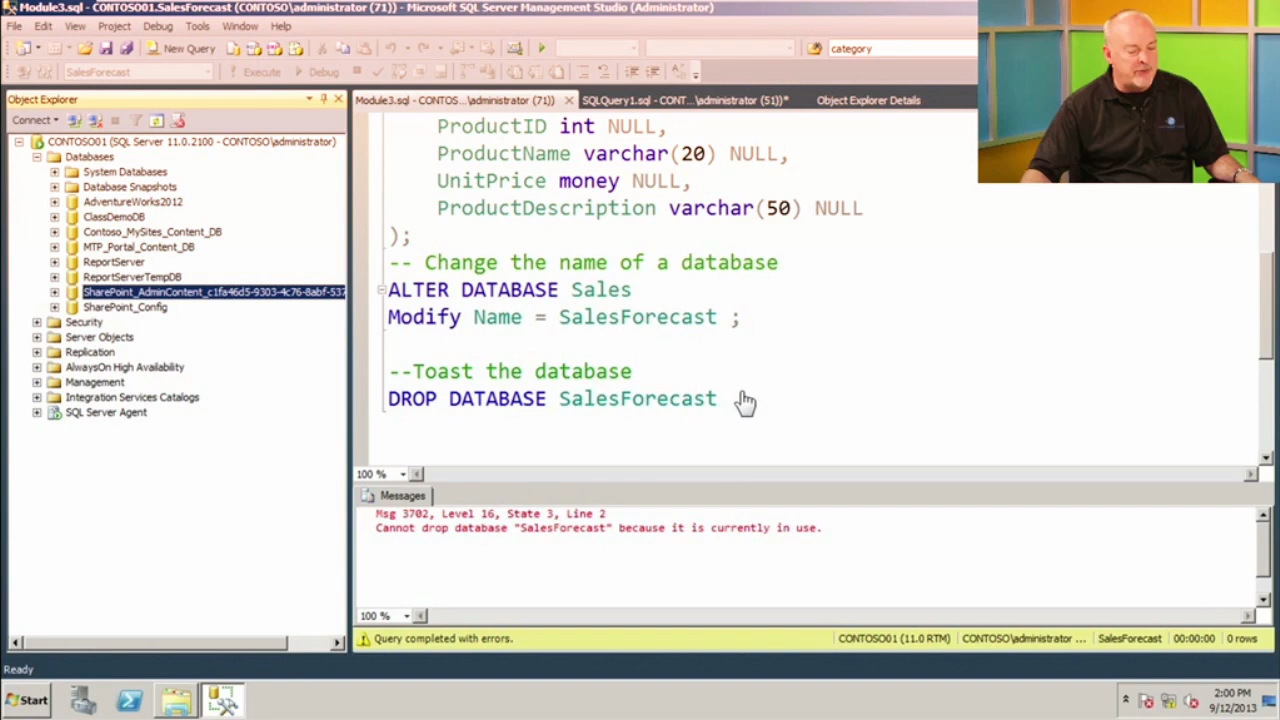 Module3.sql - CONTOSO01.SalesForecast (CONTOSO\administrator (71)) - Microsoft SQL Server Management Studio (Administrator)
File Edit View Project Debug Tools Window Help
New Query
category
SalesForecast
Execute
Debug
Object Explorer
Connect
CONTOSO01 (SQL Server 11.0.2100 - CONTOSO\administrator)
Databases
System Databases
Database Snapshots
AdventureWorks2012
ClassDemoDB
Contoso_MySites_Content_DB
MTP_Portal_Content_DB
ReportServer
ReportServerTempDB
SharePoint_AdminContent_c1fa46d5-9303-4c76-8abf-537
SharePoint_Config
Security
Server Objects
Replication
AlwaysOn High Availability
Management
Integration Services Catalogs
SQL Server Agent
Module3.sql - CONTOS...\administrator (71))
SQLQuery1.sql - CONT...\administrator (51))*
Object Explorer Details
ProductID int NULL,
ProductName varchar(20) NULL,
UnitPrice money NULL,
ProductDescription varchar(50) NULL
);
-- Change the name of a database
ALTER DATABASE Sales
Modify Name = SalesForecast ;
--Toast the database
DROP DATABASE SalesForecast
100 %
Messages
Msg 3702, Level 16, State 3, Line 2
Cannot drop database "SalesForecast" because it is currently in use.
100 %
Query completed with errors.
CONTOSO01 (11.0 RTM)
CONTOSO\administrator ...
SalesForecast
00:00:00
0 rows
Ready
Start
2:00 PM
9/12/2013